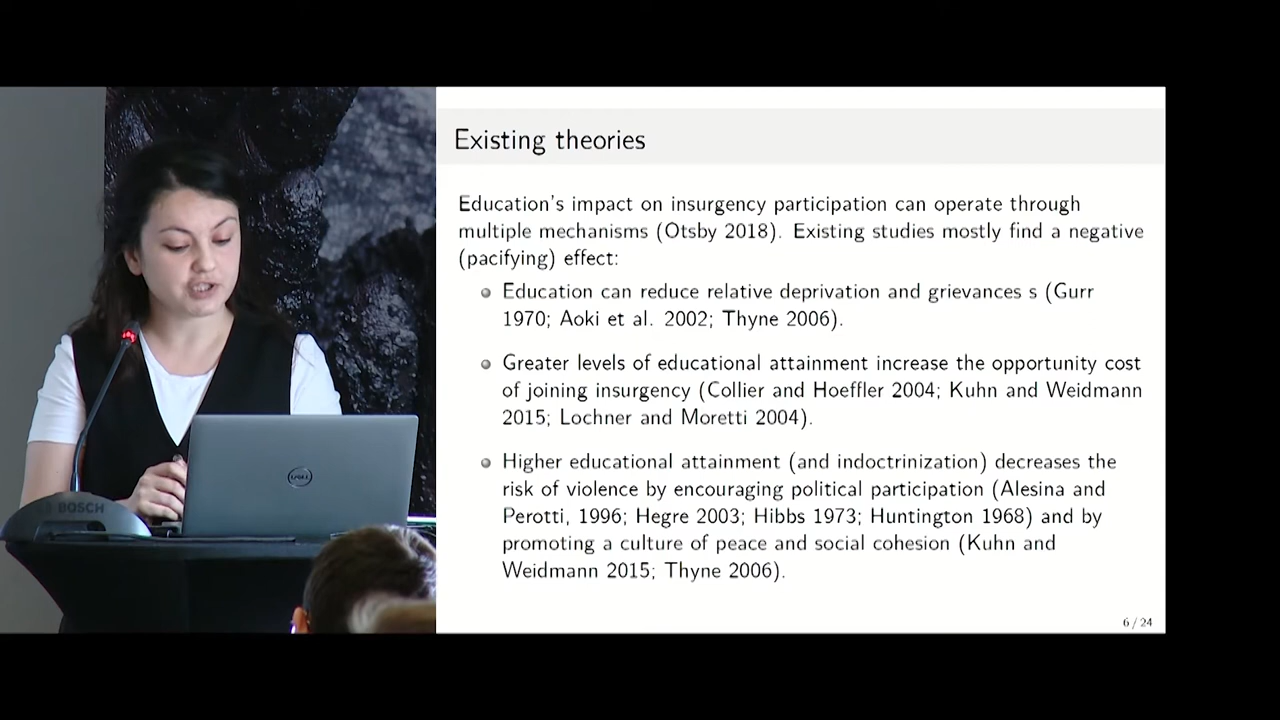 Existing theories
Education's impact on insurgency participation can operate through
multiple mechanisms (Otsby 2018). Existing studies mostly find a negative
(pacifying) effect:
Education can reduce relative deprivation and grievances s (Gurr
1970; Aoki et al. 2002; Thyne 2006).
Greater levels of educational attainment increase the opportunity cost
of joining insurgency (Collier and Hoeffler 2004; Kuhn and Weidmann
2015; Lochner and Moretti 2004).
Higher educational attainment (and indoctrinization) decreases the
risk of violence by encouraging political participation (Alesina and
Perotti, 1996; Hegre 2003; Hibbs 1973; Huntington 1968) and by
promoting a culture of peace and social cohesion (Kuhn and
Weidmann 2015; Thyne 2006).
6 / 24
DELL
BOSCH